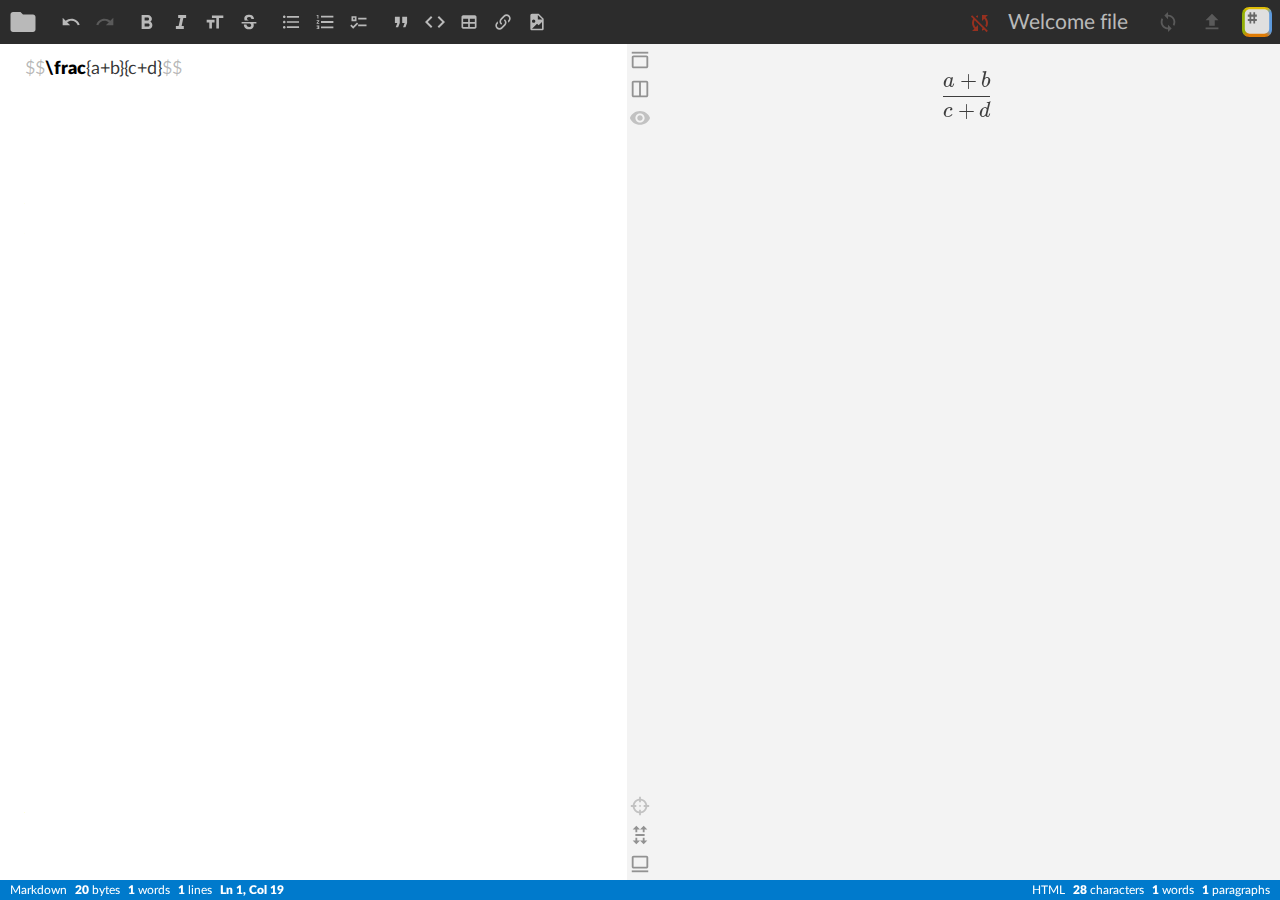 Welcome file
$$\frac{a+b}{c+d}$$
a + b
c + d
Markdown 20 bytes 1 words 1 lines Ln 1, Col 19
HTML 28 characters 1 words 1 paragraphs